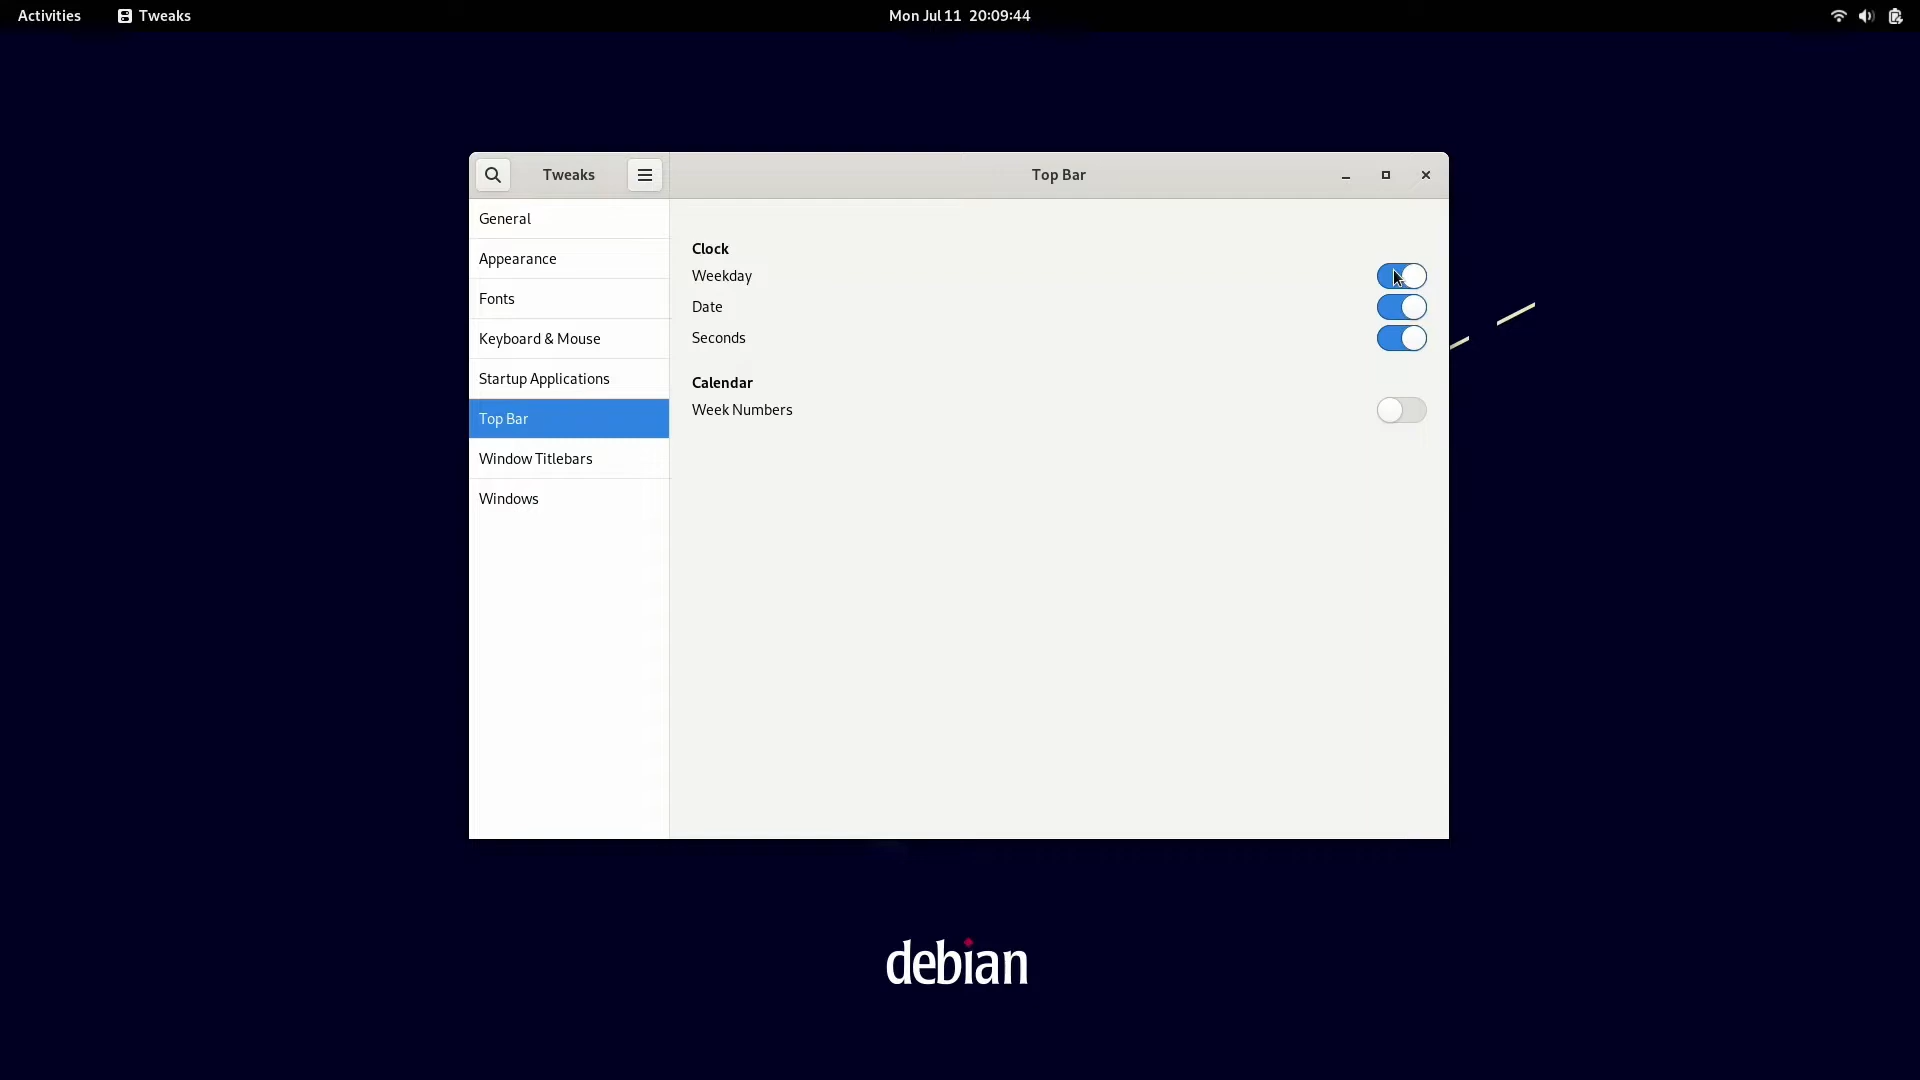 Activities Tweaks Mon Jul 11 20:09:44
Tweaks Top Bar
General
Appearance
Fonts
Keyboard & Mouse
Startup Applications
Top Bar
Window Titlebars
Windows
Clock
Weekday
Date
Seconds
Calendar
Week Numbers
debian